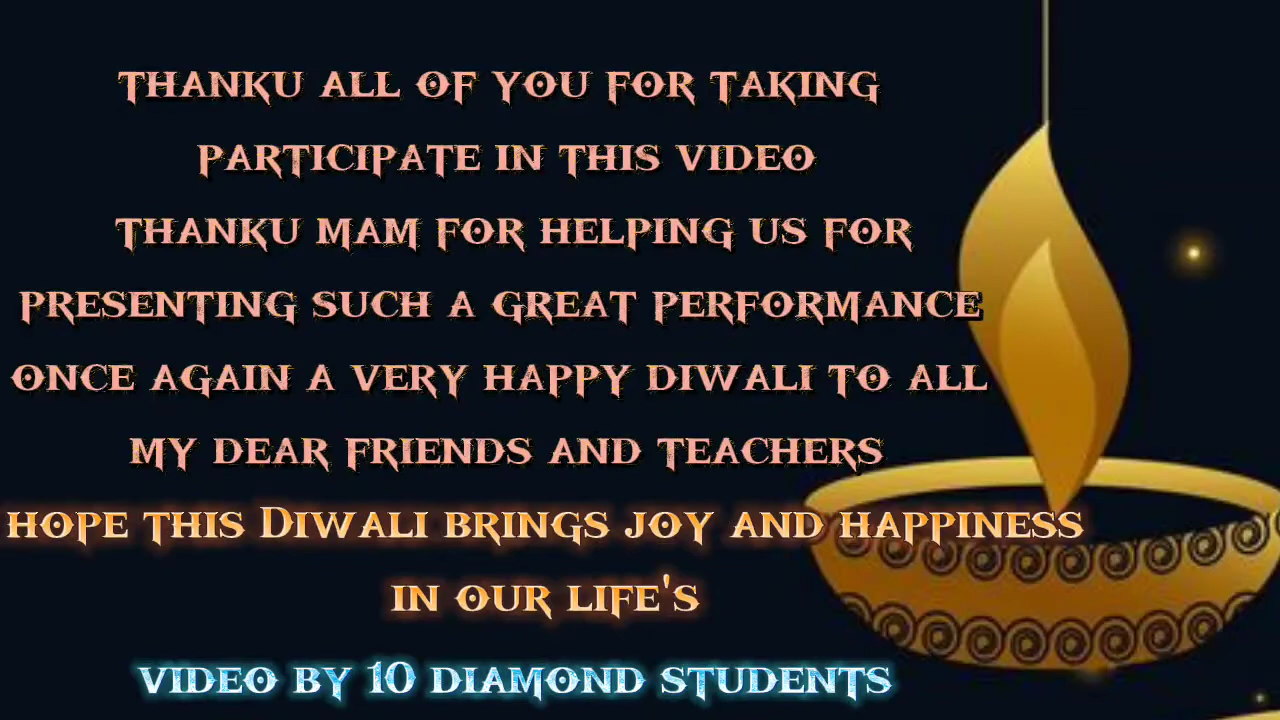 THANKU ALL OF YOU FOR TAKING
PARTICIPATE IN THIS VIDEO
THANKU MAM FOR HELPING US FOR
PRESENTING SUCH A GREAT PERFORMANCE
ONCE AGAIN A VERY HAPPY DIWALI TO ALL
MY DEAR FRIENDS AND TEACHERS
HOPE THIS DIWALI BRINGS JOY AND HAPPINESS
IN OUR LIFE'S
VIDEO BY 10 DIAMOND STUDENTS